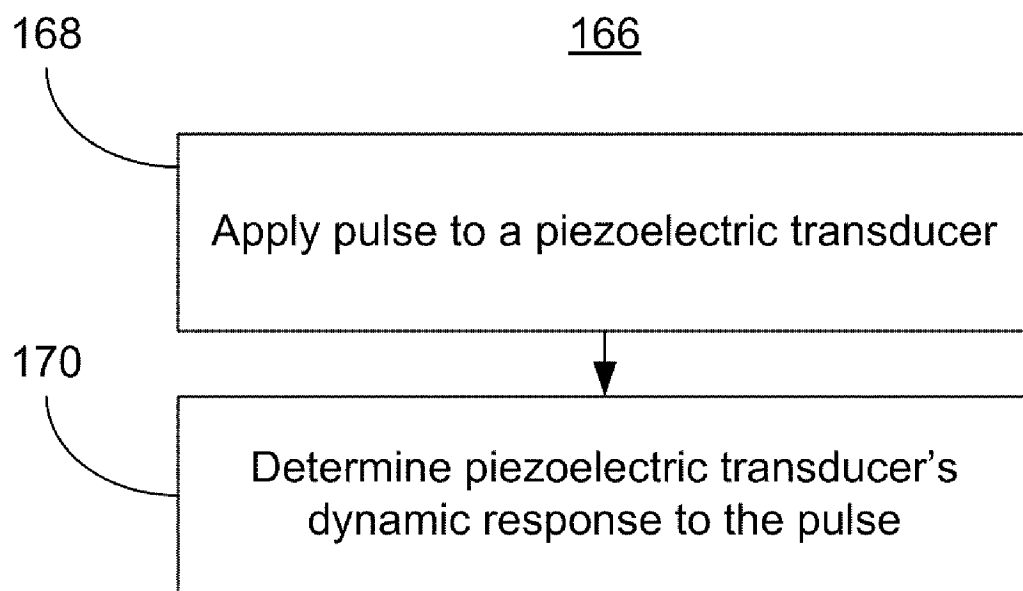 168
166
Apply pulse to a piezoelectric transducer
170
Determine piezoelectric transducer’s
dynamic response to the pulse